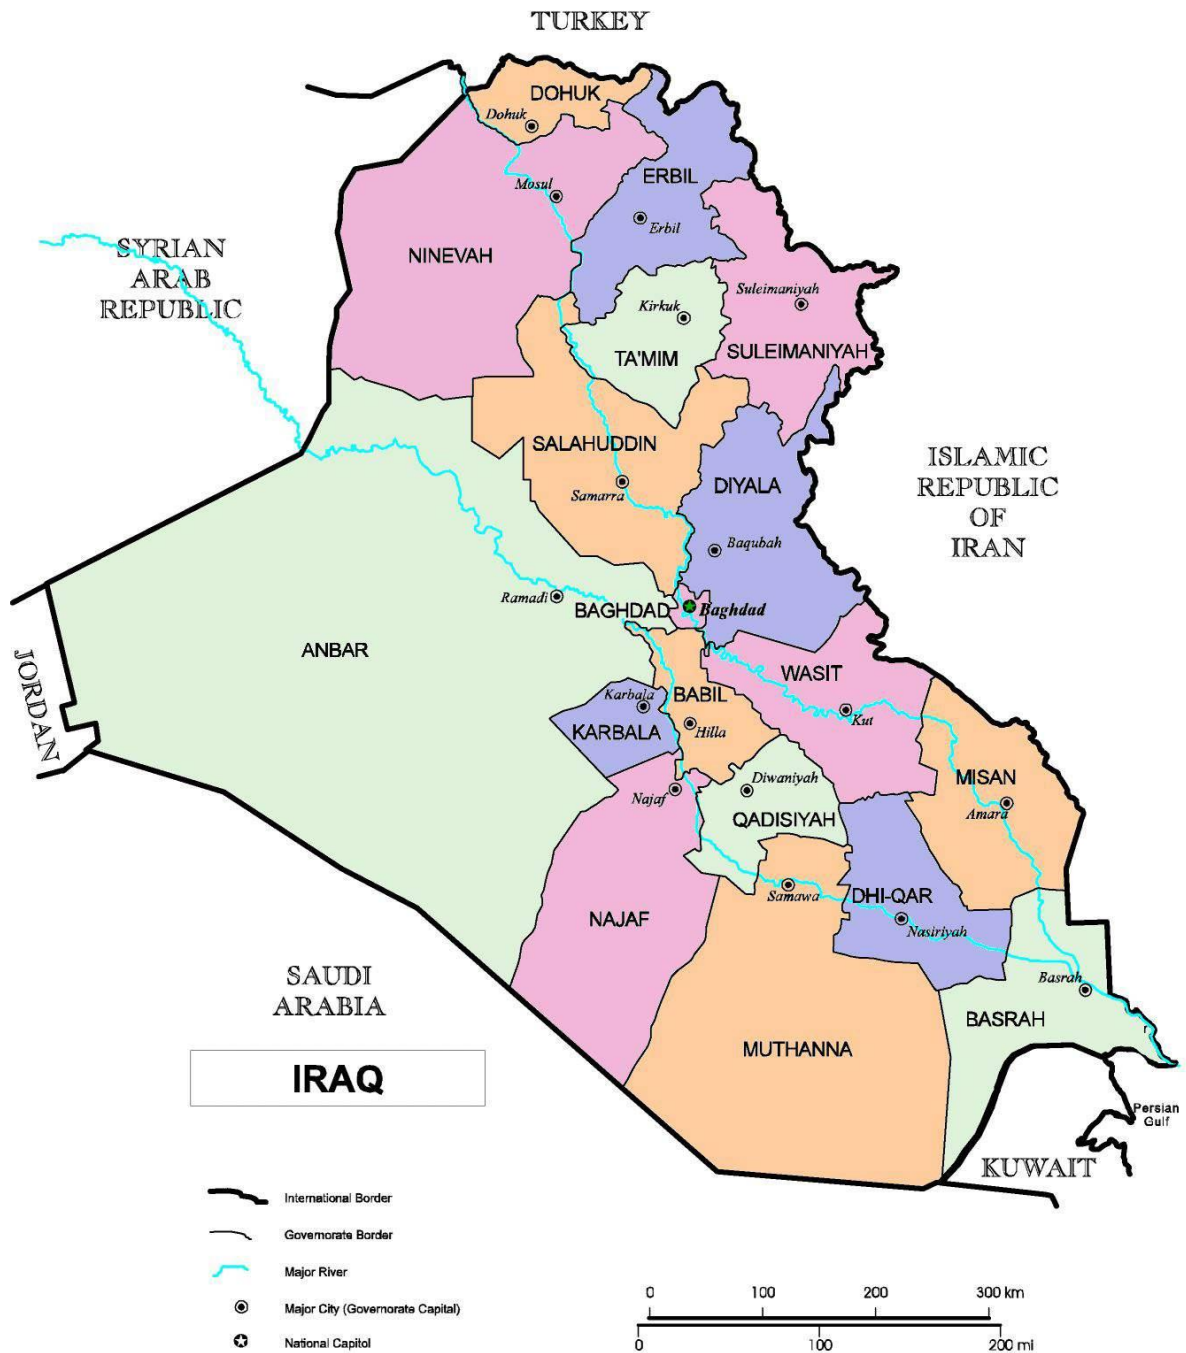 TURKEY
DOHUK
Dohuk
ERBIL
Mosul
Erbil
NINEVAH
SYRIAN
ARAB
REPUBLIC
Kirkuk
Suleimaniyah
TA'MIM
SULEIMANIYAH
SALAHUDDIN
Samarra
DIYALA
Baqubah
ISLAMIC
REPUBLIC
OF
IRAN
Ramadi
BAGHDAD
Baghdad
ANBAR
JORDAN
WASIT
Kut
Karbala
KARBALA
BABIL
Hilla
Najaf
Diwaniyah
QADISIYAH
MISAN
Amara
NAJAF
Samawa
DHI-QAR
Nasiriyah
Basrah
BASRAH
SAUDI
ARABIA
MUTHANNA
r
IRAQ
Persian
Gulf
KUWAIT
International Border
Governorate Border
Major River
Major City (Governorate Capital)
National Capitol
0 100 200 300 km
0 100 200 mi